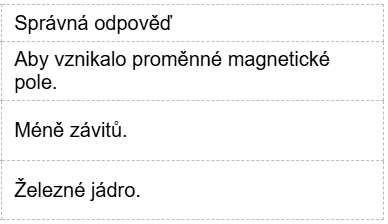 Správná odpověď
Aby vznikalo proměnné magnetické
pole.
Méně závitů.
Železné jádro.